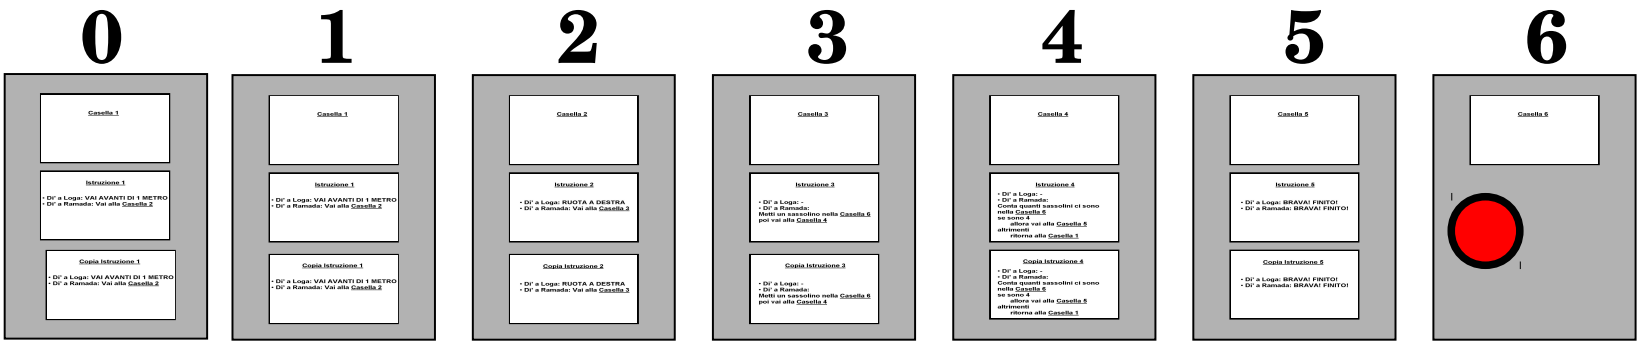 0 1 2 3 4 5 6
Casella 1
Istruzione 1
• Di' a Loga: VAI AVANTI DI 1 METRO
• Di' a Ramada: Vai alla Casella 2
Copia Istruzione 1
• Di' a Loga: VAI AVANTI DI 1 METRO
• Di' a Ramada: Vai alla Casella 2
Casella 1
Istruzione 1
• Di' a Loga: VAI AVANTI DI 1 METRO
• Di' a Ramada: Vai alla Casella 2
Copia Istruzione 1
• Di' a Loga: VAI AVANTI DI 1 METRO
• Di' a Ramada: Vai alla Casella 2
Casella 2
Istruzione 2
• Di' a Loga: RUOTA A DESTRA
• Di' a Ramada: Vai alla Casella 3
Copia Istruzione 2
• Di' a Loga: RUOTA A DESTRA
• Di' a Ramada: Vai alla Casella 3
Casella 3
Istruzione 3
• Di' a Loga: -
• Di' a Ramada:
Metti un sassolino nella Casella 6
poi vai alla Casella 4
Copia Istruzione 3
• Di' a Loga: -
• Di' a Ramada:
Metti un sassolino nella Casella 6
poi vai alla Casella 4
Casella 4
Istruzione 4
• Di' a Loga: -
• Di' a Ramada:
Conta quanti sassolini ci sono
nella Casella 6
se sono 4
allora vai alla Casella 5
altrimenti
ritorna alla Casella 1
Copia Istruzione 4
• Di' a Loga: -
• Di' a Ramada:
Conta quanti sassolini ci sono
nella Casella 6
se sono 4
allora vai alla Casella 5
altrimenti
ritorna alla Casella 1
Casella 5
Istruzione 5
• Di' a Loga: BRAVA! FINITO!
• Di' a Ramada: BRAVA! FINITO!
Copia Istruzione 5
• Di' a Loga: BRAVA! FINITO!
• Di' a Ramada: BRAVA! FINITO!
Casella 6